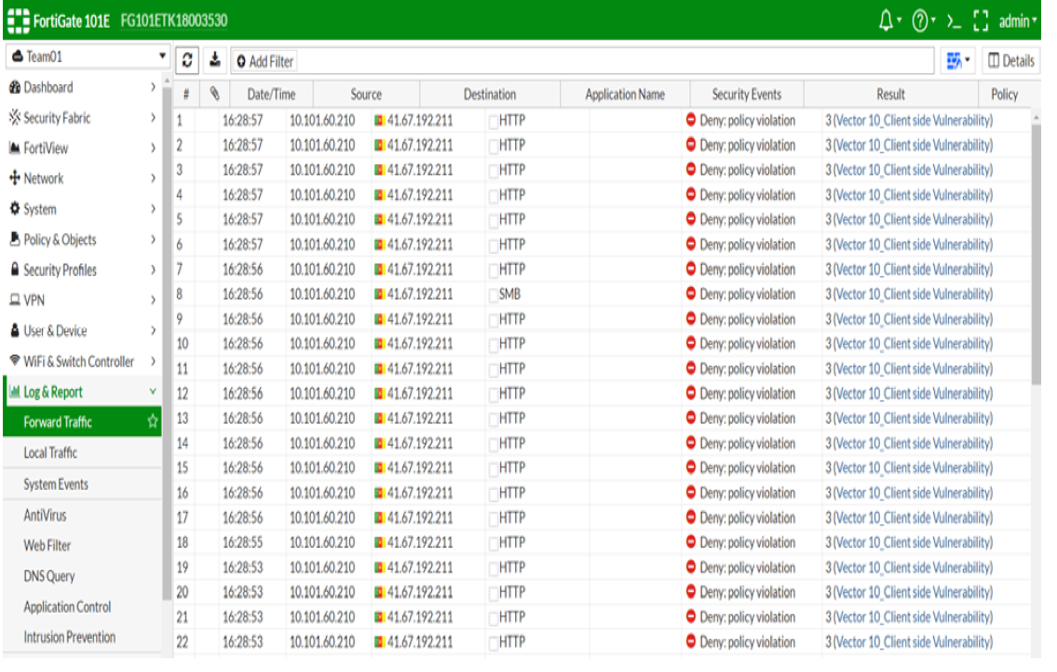 FortiGate 101E FG101ETK18003530 admin
Team01 Add Filter Details
Dashboard
Security Fabric
FortiView
Network
System
Policy & Objects
Security Profiles
VPN
User & Device
WiFi & Switch Controller
Log & Report
Forward Traffic
Local Traffic
System Events
AntiVirus
Web Filter
DNS Query
Application Control
Intrusion Prevention
# Date/Time Source Destination Application Name Security Events Result Policy
1 16:28:57 10.101.60.210 41.67.192.211 HTTP Deny: policy violation 3 (Vector 10_Client side Vulnerability)
2 16:28:57 10.101.60.210 41.67.192.211 HTTP Deny: policy violation 3 (Vector 10_Client side Vulnerability)
3 16:28:57 10.101.60.210 41.67.192.211 HTTP Deny: policy violation 3 (Vector 10_Client side Vulnerability)
4 16:28:57 10.101.60.210 41.67.192.211 HTTP Deny: policy violation 3 (Vector 10_Client side Vulnerability)
5 16:28:57 10.101.60.210 41.67.192.211 HTTP Deny: policy violation 3 (Vector 10_Client side Vulnerability)
6 16:28:57 10.101.60.210 41.67.192.211 HTTP Deny: policy violation 3 (Vector 10_Client side Vulnerability)
7 16:28:56 10.101.60.210 41.67.192.211 HTTP Deny: policy violation 3 (Vector 10_Client side Vulnerability)
8 16:28:56 10.101.60.210 41.67.192.211 SMB Deny: policy violation 3 (Vector 10_Client side Vulnerability)
9 16:28:56 10.101.60.210 41.67.192.211 HTTP Deny: policy violation 3 (Vector 10_Client side Vulnerability)
10 16:28:56 10.101.60.210 41.67.192.211 HTTP Deny: policy violation 3 (Vector 10_Client side Vulnerability)
11 16:28:56 10.101.60.210 41.67.192.211 HTTP Deny: policy violation 3 (Vector 10_Client side Vulnerability)
12 16:28:56 10.101.60.210 41.67.192.211 HTTP Deny: policy violation 3 (Vector 10_Client side Vulnerability)
13 16:28:56 10.101.60.210 41.67.192.211 HTTP Deny: policy violation 3 (Vector 10_Client side Vulnerability)
14 16:28:56 10.101.60.210 41.67.192.211 HTTP Deny: policy violation 3 (Vector 10_Client side Vulnerability)
15 16:28:56 10.101.60.210 41.67.192.211 HTTP Deny: policy violation 3 (Vector 10_Client side Vulnerability)
16 16:28:56 10.101.60.210 41.67.192.211 HTTP Deny: policy violation 3 (Vector 10_Client side Vulnerability)
17 16:28:56 10.101.60.210 41.67.192.211 HTTP Deny: policy violation 3 (Vector 10_Client side Vulnerability)
18 16:28:55 10.101.60.210 41.67.192.211 HTTP Deny: policy violation 3 (Vector 10_Client side Vulnerability)
19 16:28:53 10.101.60.210 41.67.192.211 HTTP Deny: policy violation 3 (Vector 10_Client side Vulnerability)
20 16:28:53 10.101.60.210 41.67.192.211 HTTP Deny: policy violation 3 (Vector 10_Client side Vulnerability)
21 16:28:53 10.101.60.210 41.67.192.211 HTTP Deny: policy violation 3 (Vector 10_Client side Vulnerability)
22 16:28:53 10.101.60.210 41.67.192.211 HTTP Deny: policy violation 3 (Vector 10_Client side Vulnerability)